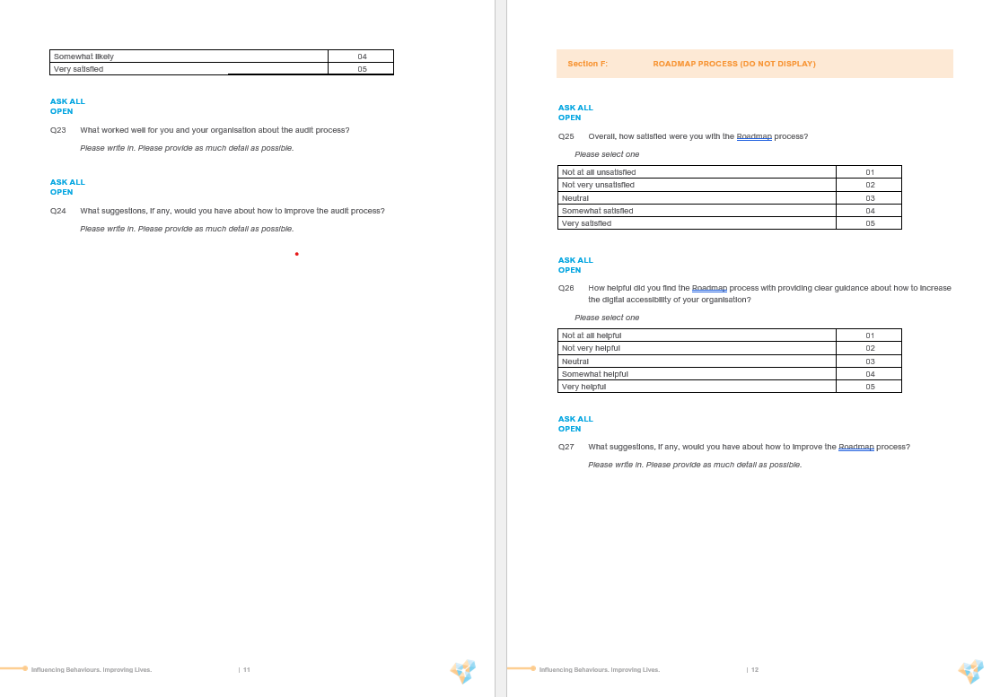 Somewhat likely 04
Very satisfied 05
ASK ALL
OPEN
Q23 What worked well for you and your organisation about the audit process?
Please write in. Please provide as much detail as possible.
ASK ALL
OPEN
Q24 What suggestions, if any, would you have about how to improve the audit process?
Please write in. Please provide as much detail as possible.
Influencing Behaviours. Improving Lives. | 11
Section F: ROADMAP PROCESS (DO NOT DISPLAY)
ASK ALL
OPEN
Q25 Overall, how satisfied were you with the Roadmap process?
Please select one
Not at all unsatisfied 01
Not very unsatisfied 02
Neutral 03
Somewhat satisfied 04
Very satisfied 05
ASK ALL
OPEN
Q26 How helpful did you find the Roadmap process with providing clear guidance about how to increase
the digital accessibility of your organisation?
Please select one
Not at all helpful 01
Not very helpful 02
Neutral 03
Somewhat helpful 04
Very helpful 05
ASK ALL
OPEN
Q27 What suggestions, if any, would you have about how to improve the Roadmap process?
Please write in. Please provide as much detail as possible.
Influencing Behaviours. Improving Lives. | 12